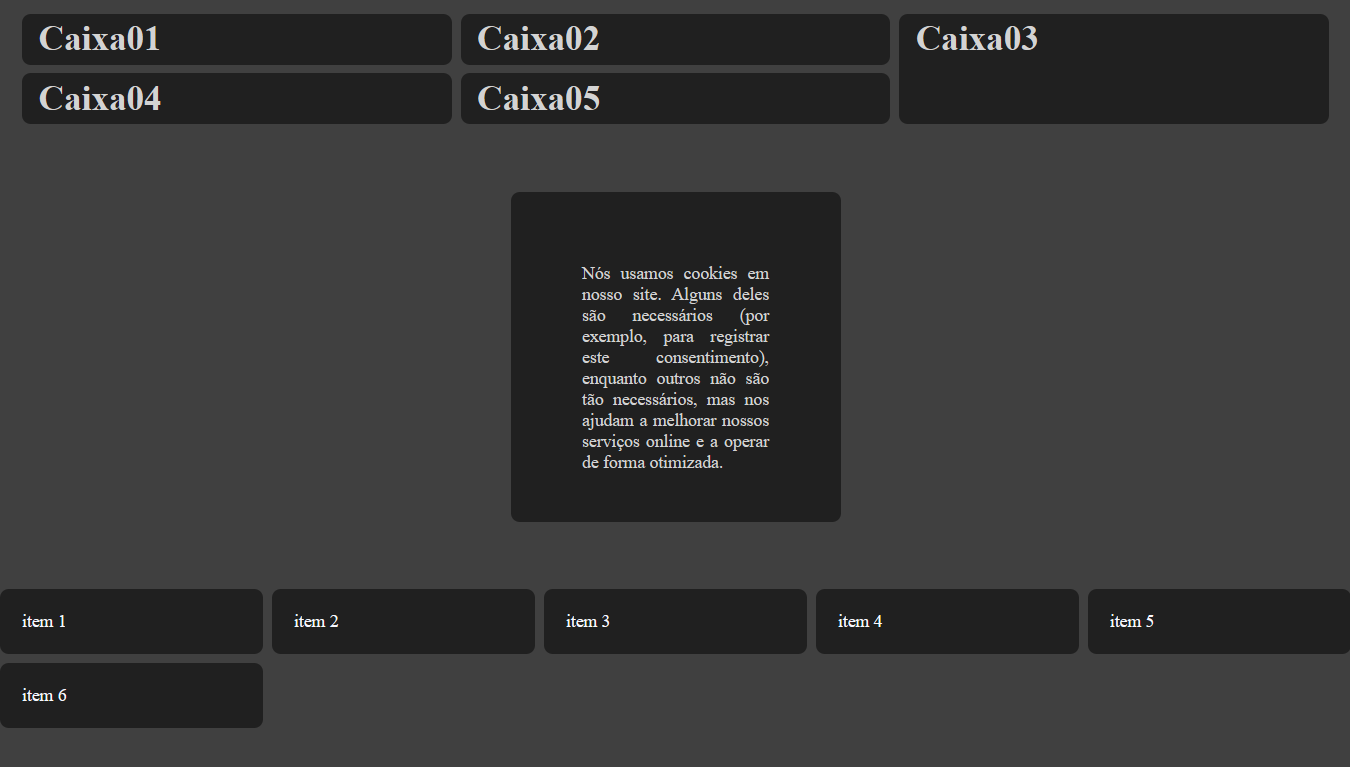 Caixa01
Caixa02
Caixa03
Caixa04
Caixa05
Nós usamos cookies em
nosso site. Alguns deles
são necessários (por
exemplo, para registrar
este consentimento),
enquanto outros não são
tão necessários, mas nos
ajudam a melhorar nossos
serviços online e a operar
de forma otimizada.
item 1
item 2
item 3
item 4
item 5
item 6